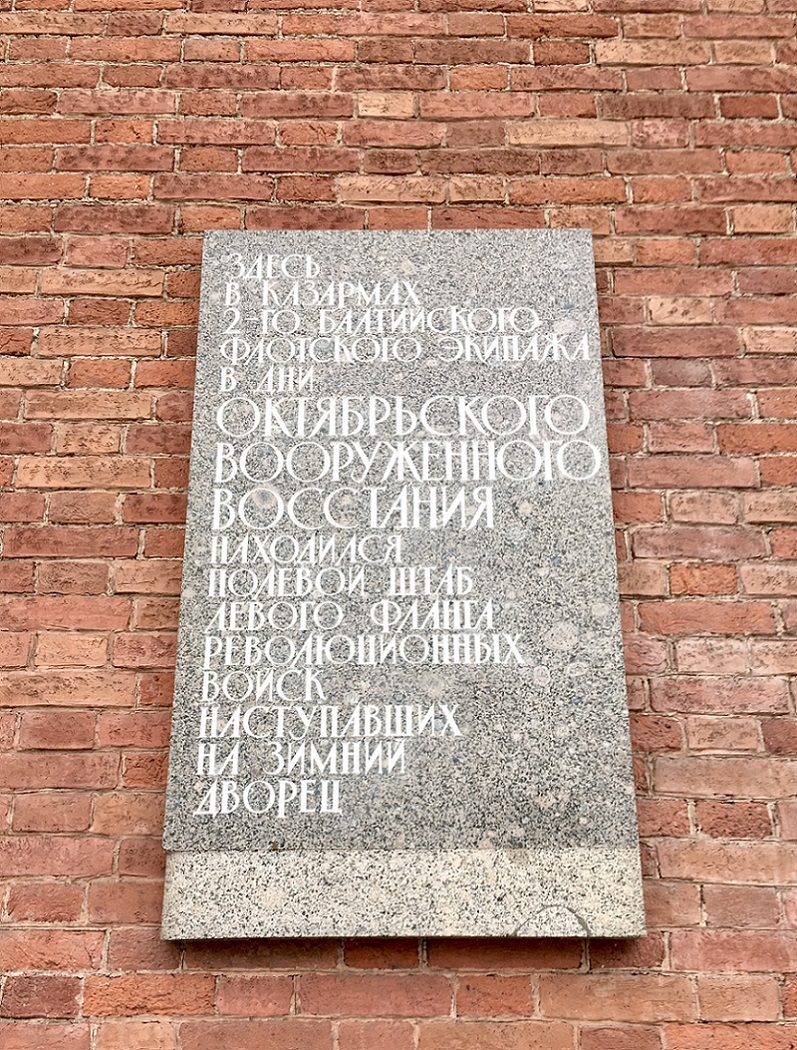 ЗДЕСЬ
В КАЗАРМАХ
2-ГО БАЛТИЙСКОГО
ФЛОТСКОГО ЭКИПАЖА
В ДНИ
ОКТЯБРЬСКОГО
ВООРУЖЕННОГО
ВОССТАНИЯ
НАХОДИЛСЯ
ПОЛЕВОЙ ШТАБ
ЛЕВОГО ФЛАНГА
РЕВОЛЮЦИОННЫХ
ВОЙСК
НАСТУПАВШИХ
НА ЗИМНИЙ
ДВОРЕЦ